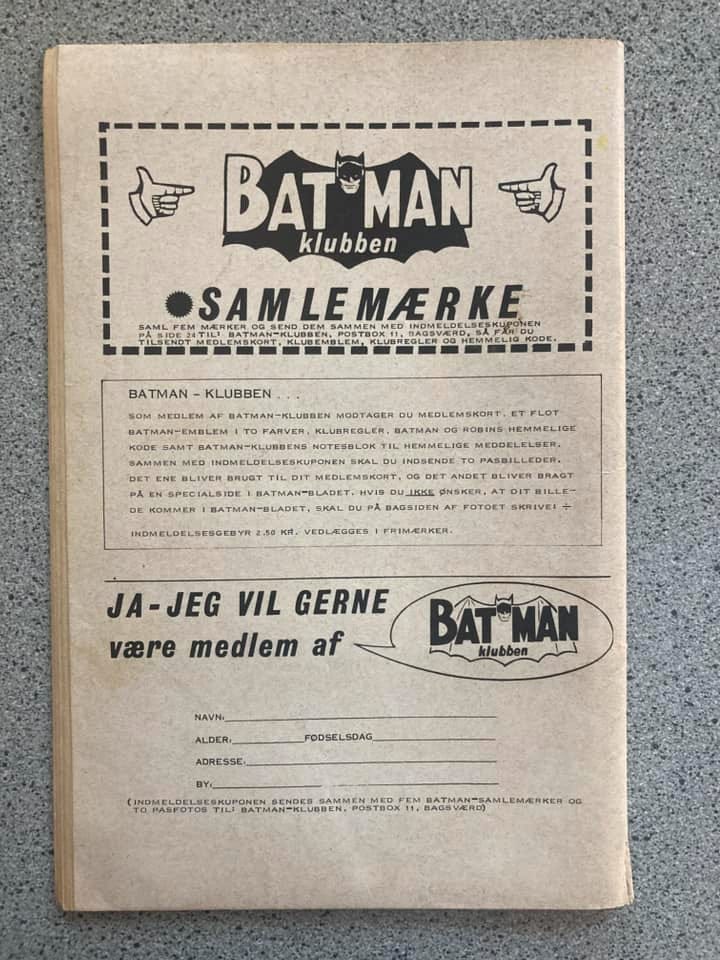 BATMAN
klubben
SAMLEMÆRKE
SAML FEM MÆRKER OG SEND DEM SAMMEN MED INDMELDELSESKUPONEN
PÅ SIDE 24 TIL: BATMAN-KLUBBEN, POSTBOX 11, BAGSVÆRD, SÅ FÅR DU
TILSENDT MEDLEMSKORT, KLUBEMBLEM, KLUBREGLER OG HEMMELIG KODE.
BATMAN - KLUBBEN . . .
SOM MEDLEM AF BATMAN-KLUBBEN MODTAGER DU MEDLEMSKORT, ET FLOT
BATMAN-EMBLEM I TO FARVER, KLUBREGLER, BATMAN OG ROBINS HEMMELIGE
KODE SAMT BATMAN-KLUBBENS NOTESBLOK TIL HEMMELIGE MEDDELELSER.
SAMMEN MED INDMELDELSESKUPONEN SKAL DU INDSENDE TO PASBILLEDER.
DET ENE BLIVER BRUGT TIL DIT MEDLEMSKORT, OG DET ANDET BLIVER BRAGT
PÅ EN SPECIALSIDE I BATMAN-BLADET, HVIS DU IKKE ØNSKER, AT DIT BILLE-
DE KOMMER I BATMAN-BLADET, SKAL DU PÅ BAGSIDEN AF FOTOET SKRIVE: ÷
INDMELDELSESGEBYR 2.50 KR. VEDLÆGGES I FRIMÆRKER.
JA-JEG VIL GERNE
være medlem af
BATMAN
klubben
NAVN:
ALDER: FØDSELSDAG
ADRESSE:
BY:
(INDMELDELSESKUPONEN SENDES SAMMEN MED FEM BATMAN-SAMLEMÆRKER OG
TO PASFOTOS TIL: BATMAN-KLUBBEN, POSTBOX 11, BAGSVÆRD)